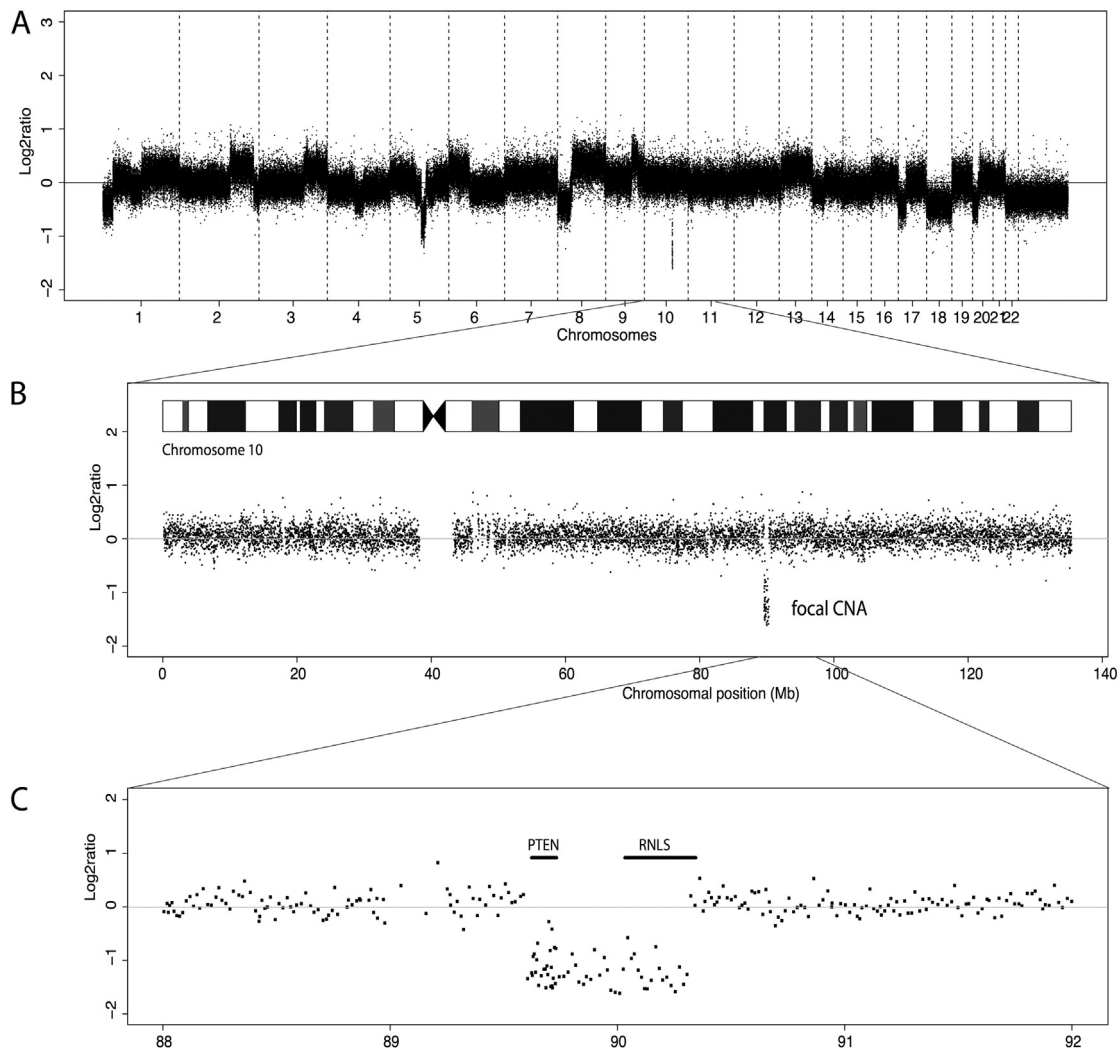 A
3
2
1
0
−1
−2
Log2ratio
1 2 3 4 5 6 7 8 9 10 11 12 13 14 15 16 17 18 19 20 21 22
Chromosomes
B
Chromosome 10
2
1
0
−1
−2
Log2ratio
focal CNA
0 20 40 60 80 100 120 140
Chromosomal position (Mb)
C
2
1
0
−1
−2
Log2ratio
PTEN RNLS
88 89 90 91 92